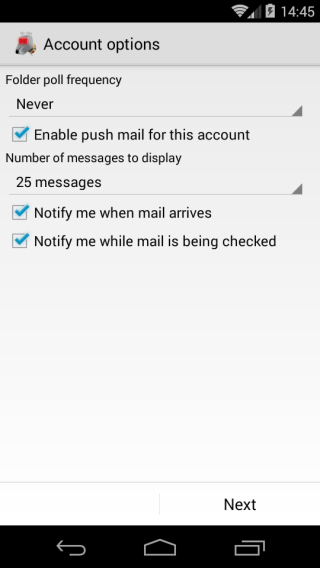 14:45
Account options
Folder poll frequency
Never
Enable push mail for this account
Number of messages to display
25 messages
Notify me when mail arrives
Notify me while mail is being checked
Next